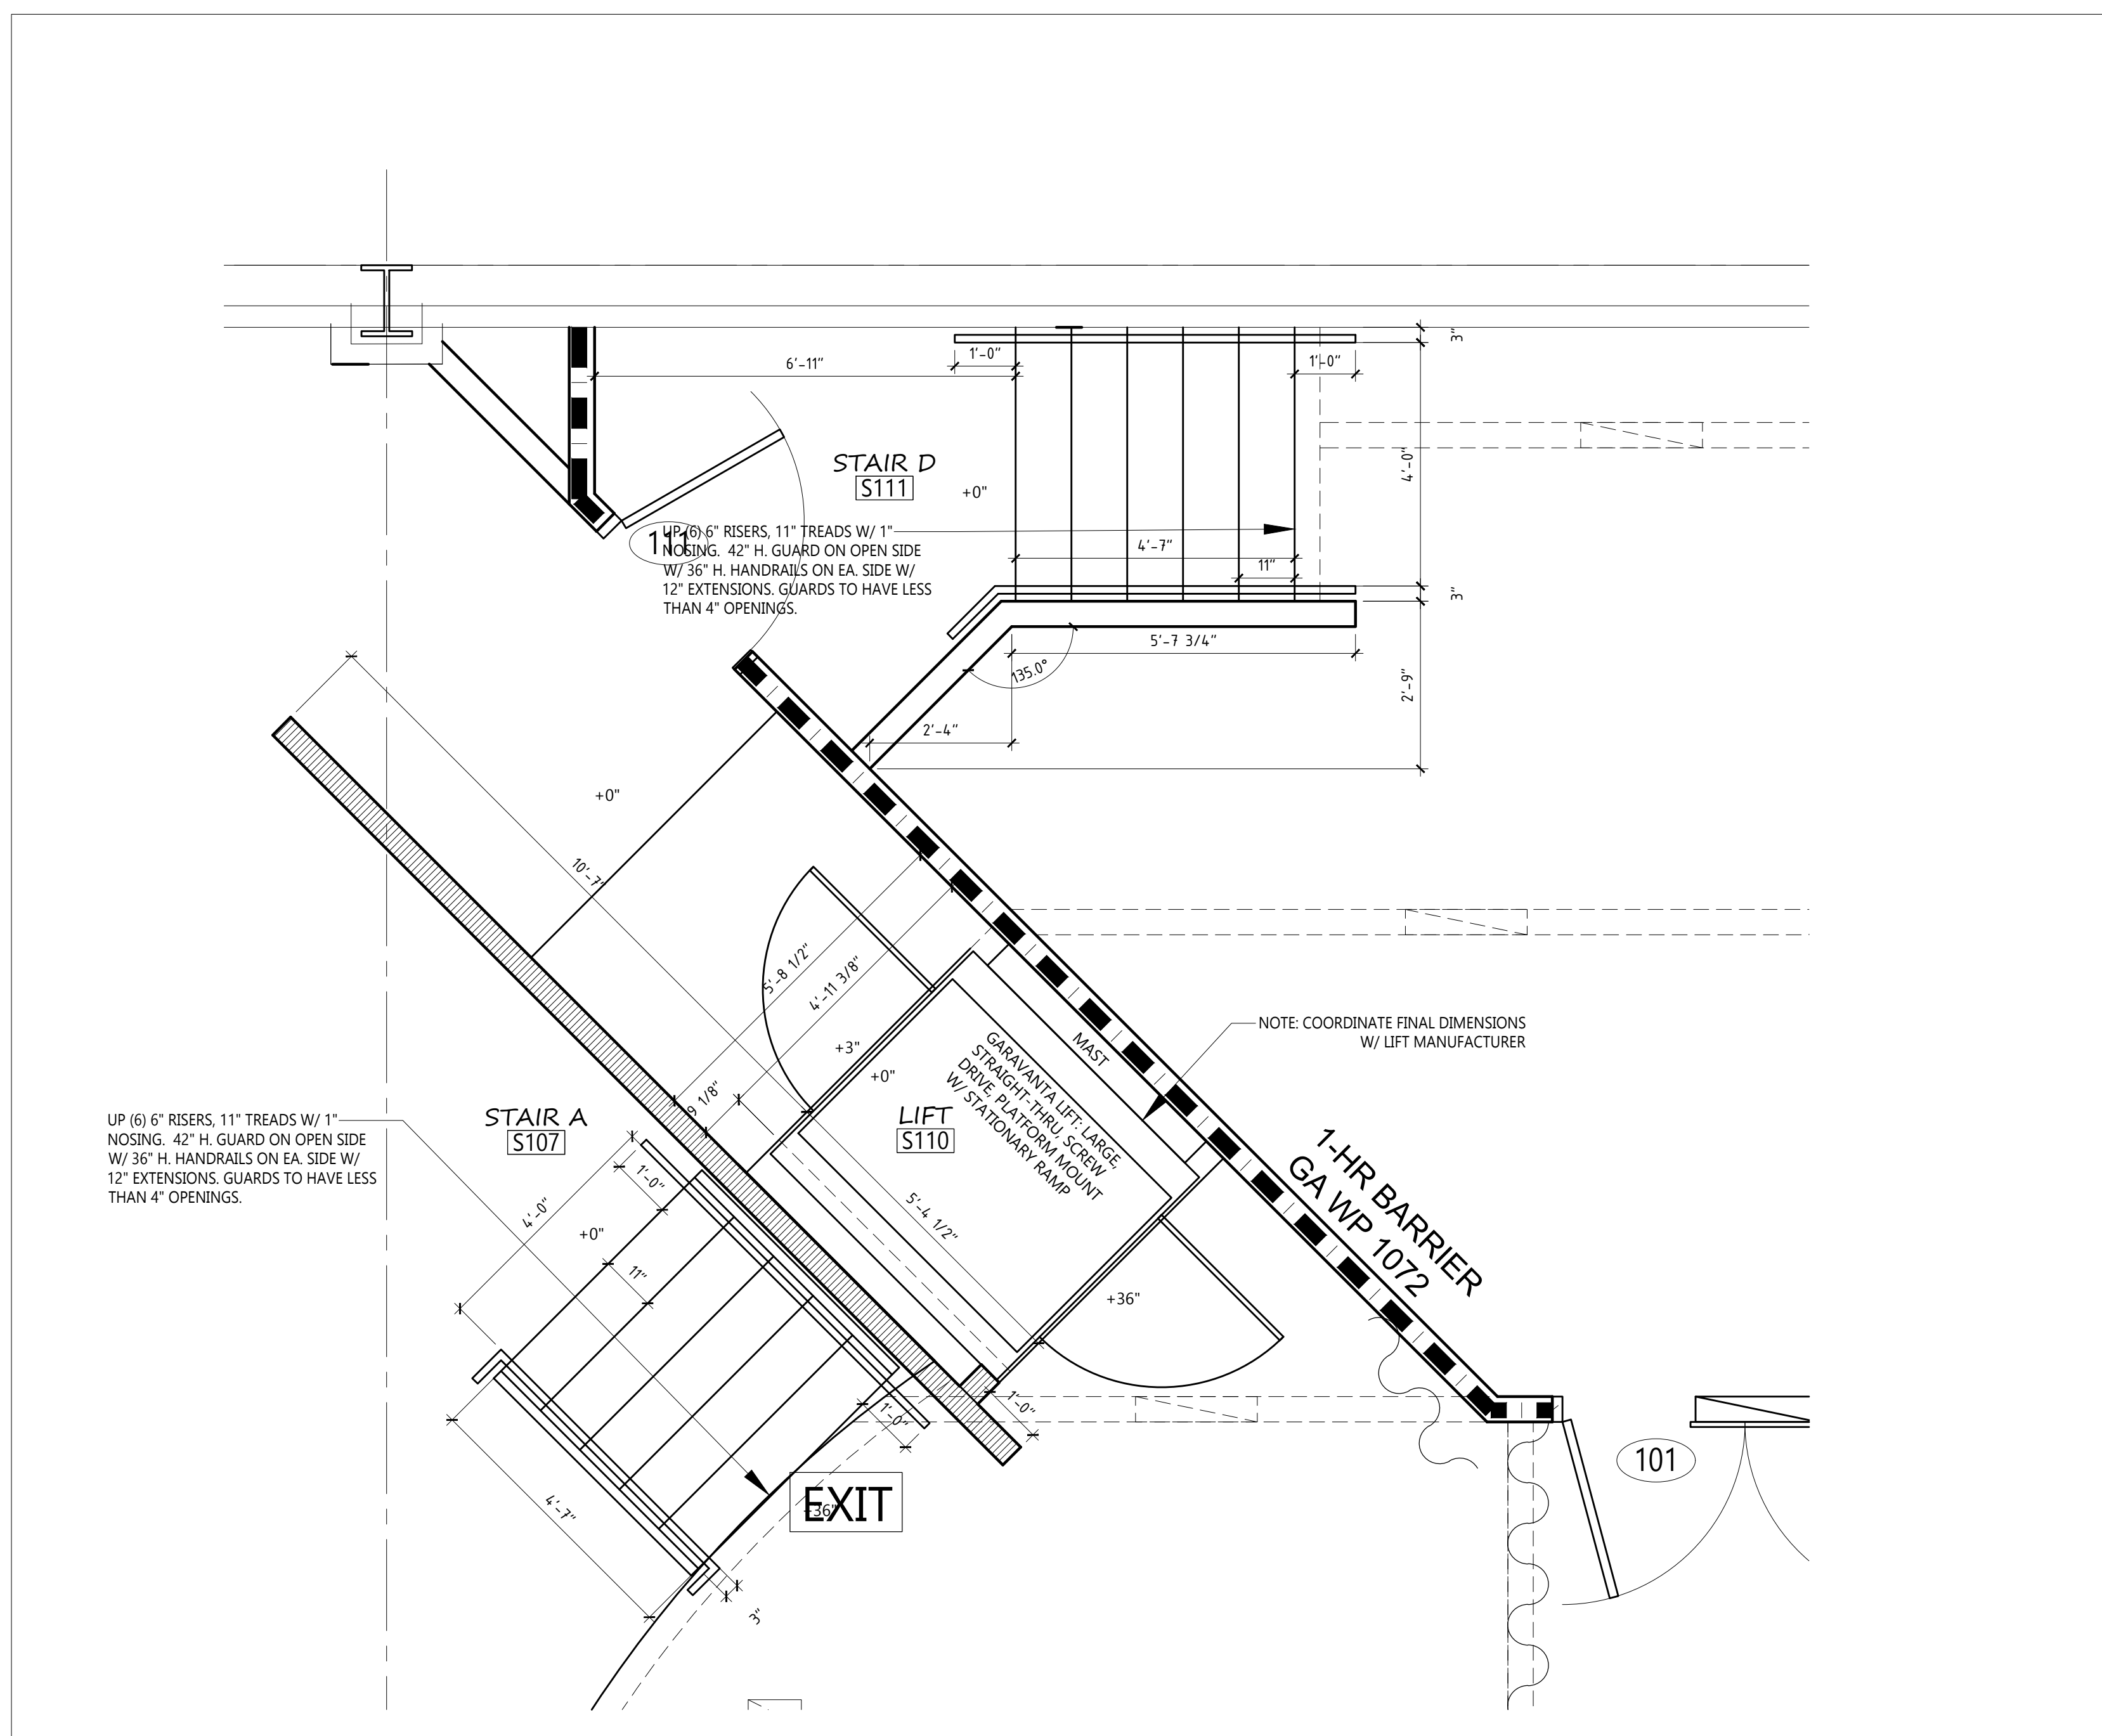 3"
1'-0"
1'-0"
6'-11"
4'-0"
STAIR D
S111
+0"
111
UP (6) 6" RISERS, 11" TREADS W/ 1"
NOSING. 42" H. GUARD ON OPEN SIDE
W/ 36" H. HANDRAILS ON EA. SIDE W/
12" EXTENSIONS. GUARDS TO HAVE LESS
THAN 4" OPENINGS.
4'-7"
11"
3"
5'-7 3/4"
135.0°
2'-9"
2'-4"
+0"
10'-7"
5'-8 1/2"
4'-11 3/8"
9 1/8"
+3"
+0"
MAST
GARAVANTA LIFT: LARGE,
STRAIGHT-THRU, SCREW
DRIVE, PLATFORM MOUNT
W/ STATIONARY RAMP
NOTE: COORDINATE FINAL DIMENSIONS
W/ LIFT MANUFACTURER
LIFT
S110
5'-4 1/2"
1-HR BARRIER
GA WP 1072
+36"
STAIR A
S107
UP (6) 6" RISERS, 11" TREADS W/ 1"
NOSING. 42" H. GUARD ON OPEN SIDE
W/ 36" H. HANDRAILS ON EA. SIDE W/
12" EXTENSIONS. GUARDS TO HAVE LESS
THAN 4" OPENINGS.
1'-0"
4'-0"
+0"
11"
1'-0"
1'-0"
101
EXIT
+36"
4'-7"
3"